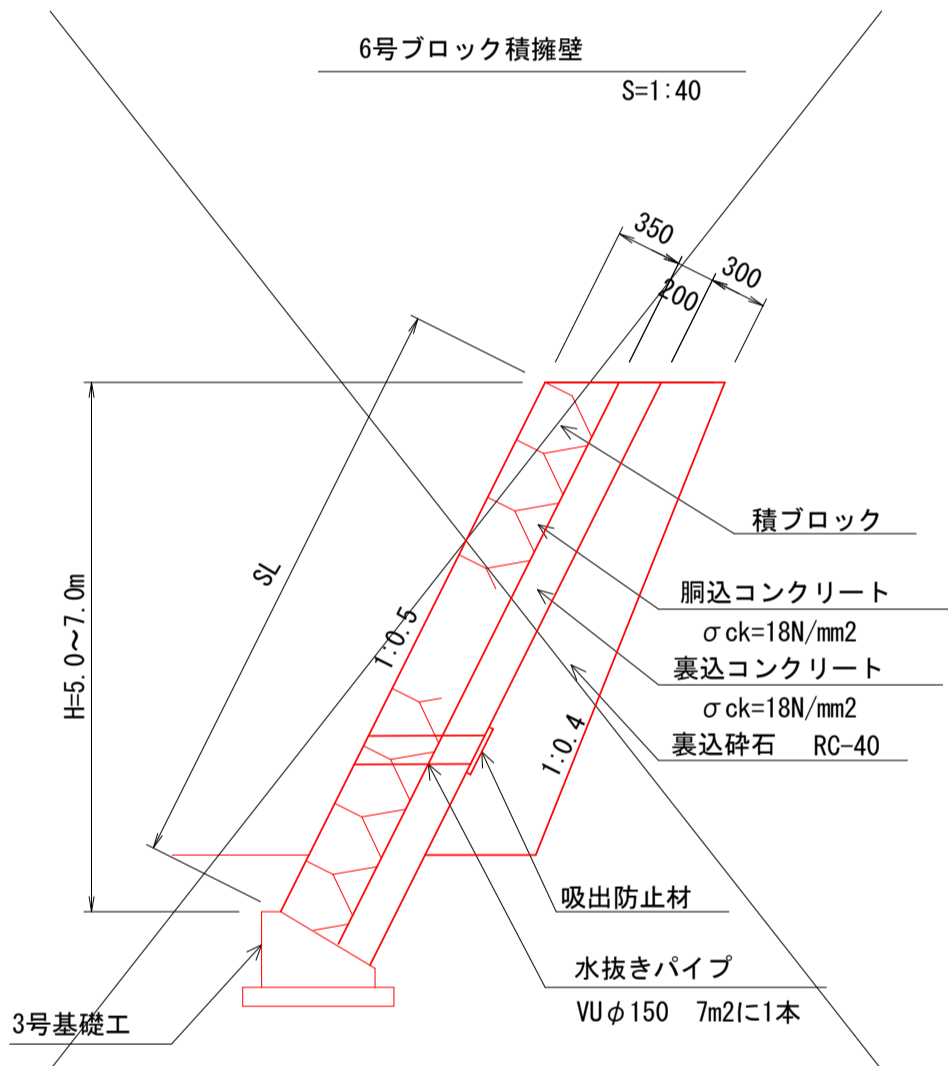 6号ブロック積擁壁
S=1:40
350
200
300
SL
H=5.0~7.0m
1:0.5
1:0.4
積ブロック
胴込コンクリート
σck=18N/mm2
裏込コンクリート
σck=18N/mm2
裏込砕石 RC-40
吸出防止材
水抜きパイプ
VUφ150 7m2に1本
3号基礎工